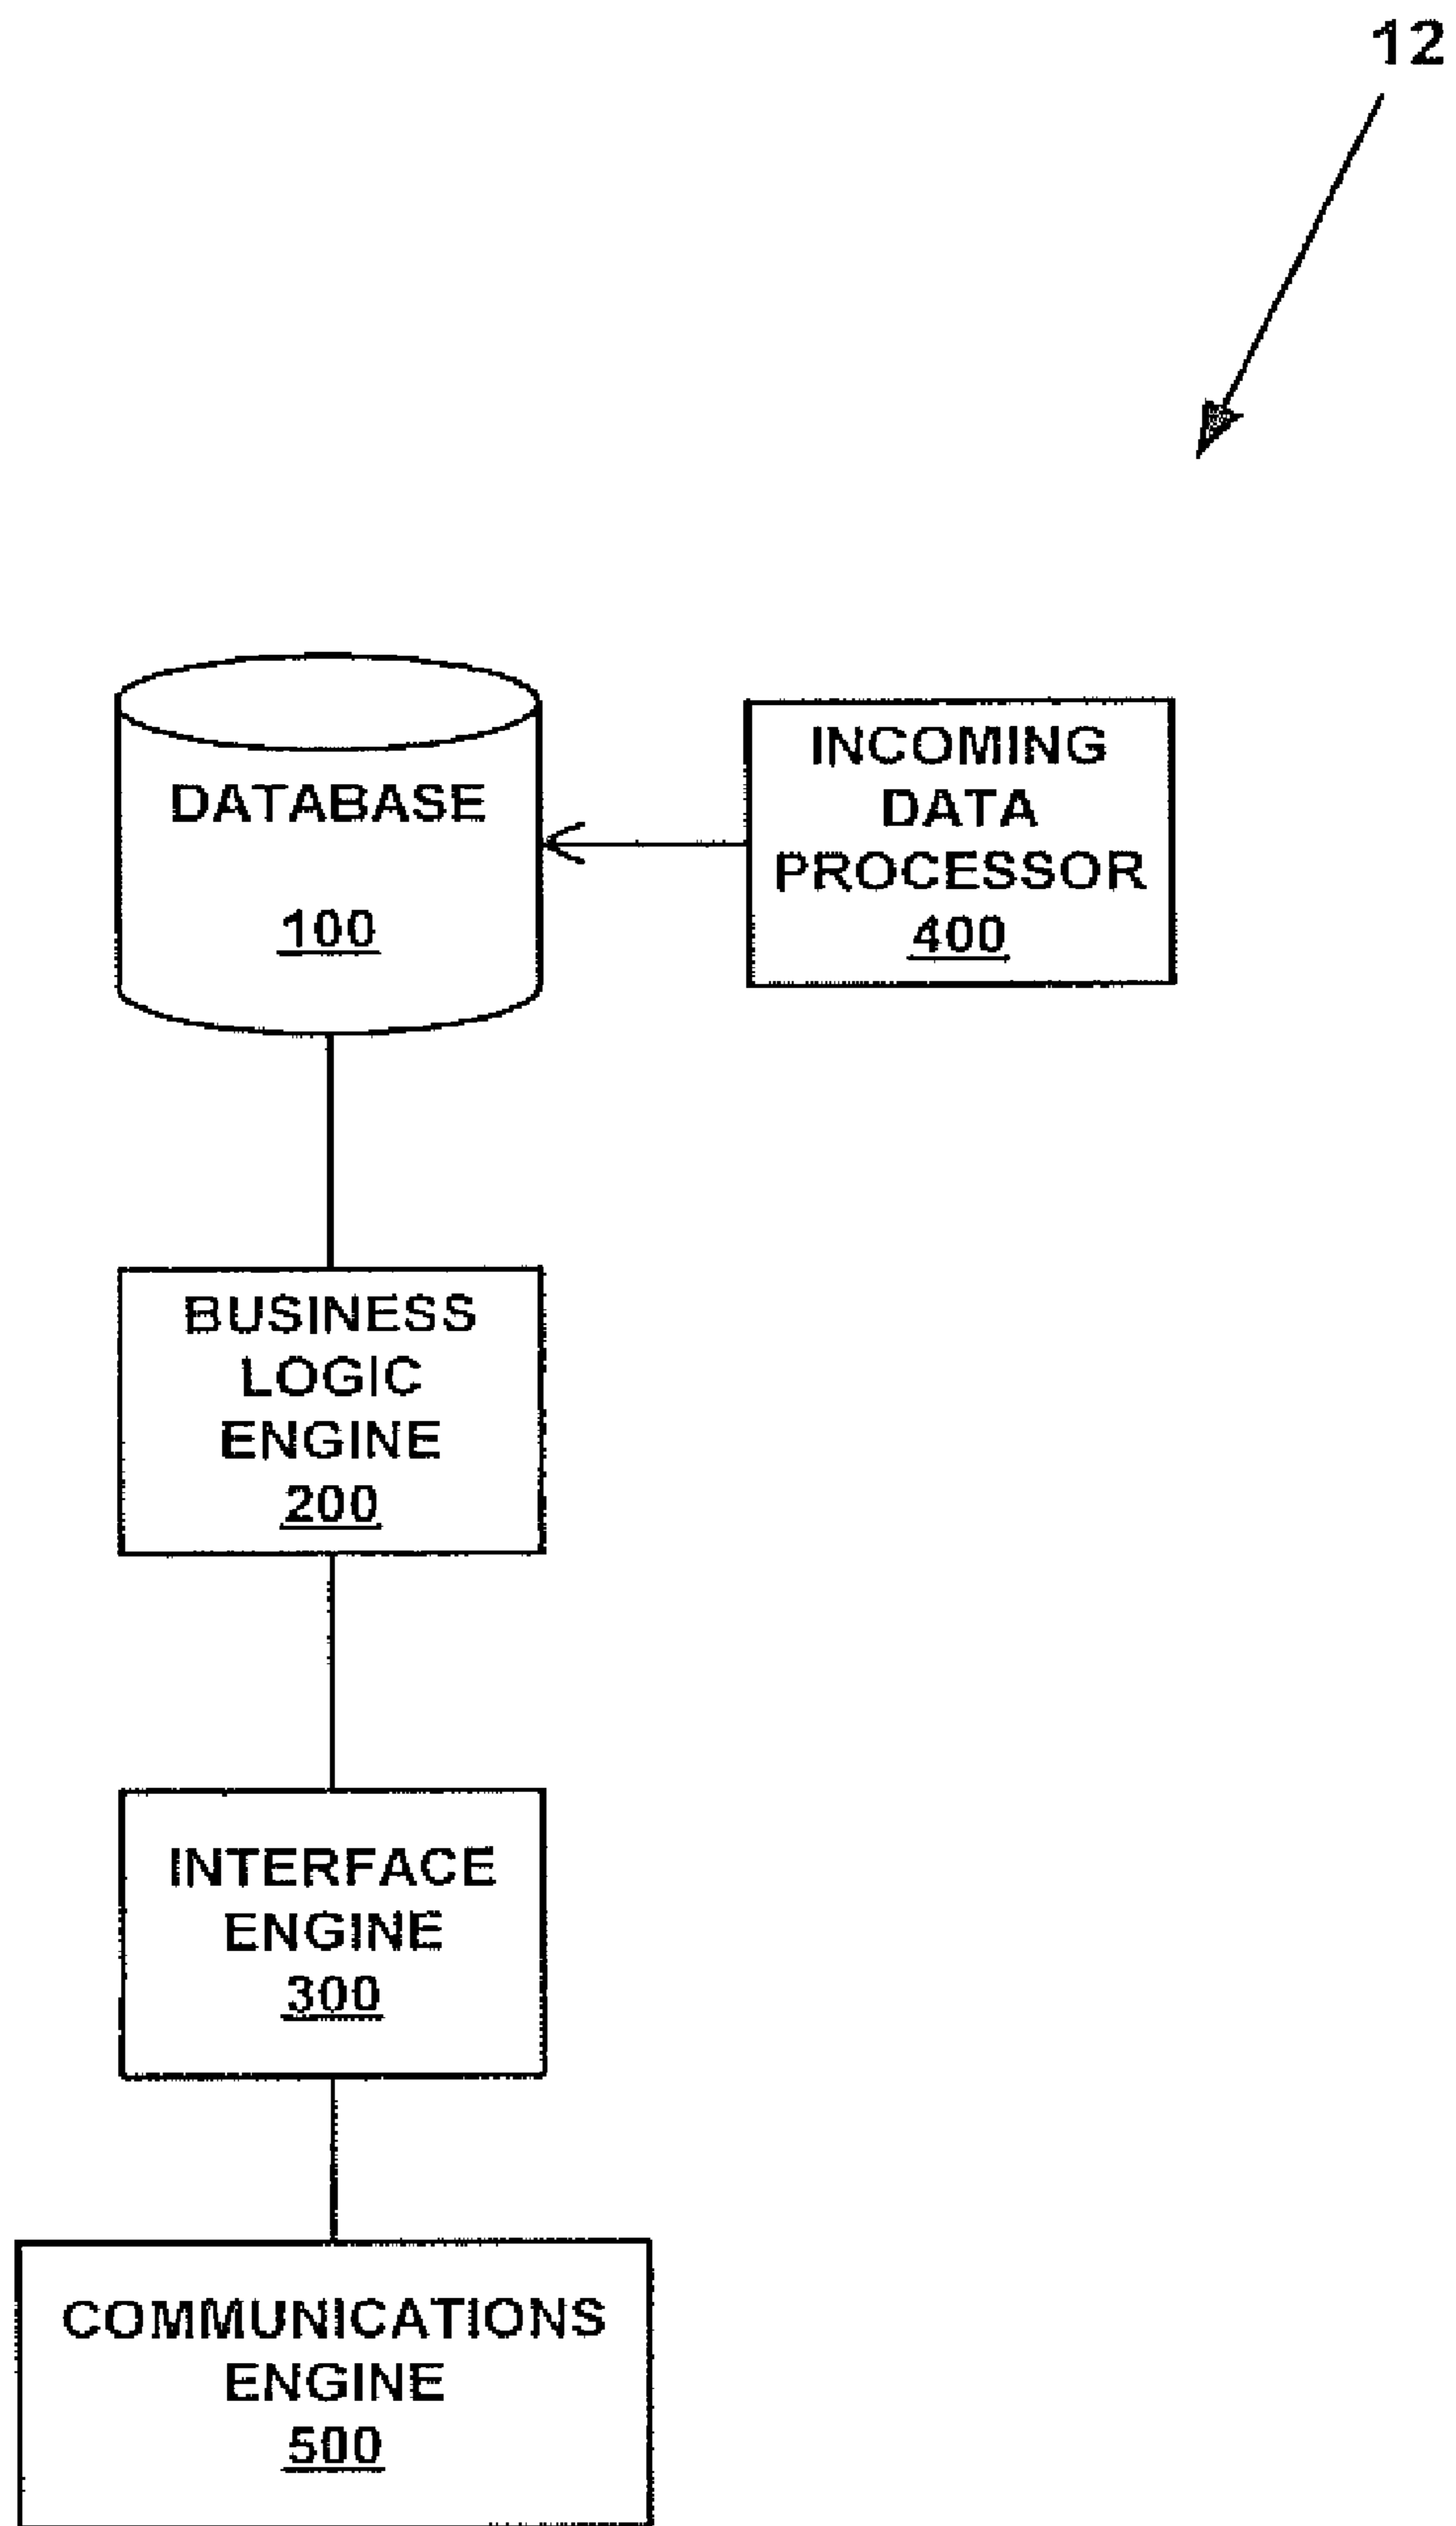 12
DATABASE
100
INCOMING
DATA
PROCESSOR
400
BUSINESS
LOGIC
ENGINE
200
INTERFACE
ENGINE
300
COMMUNICATIONS
ENGINE
500